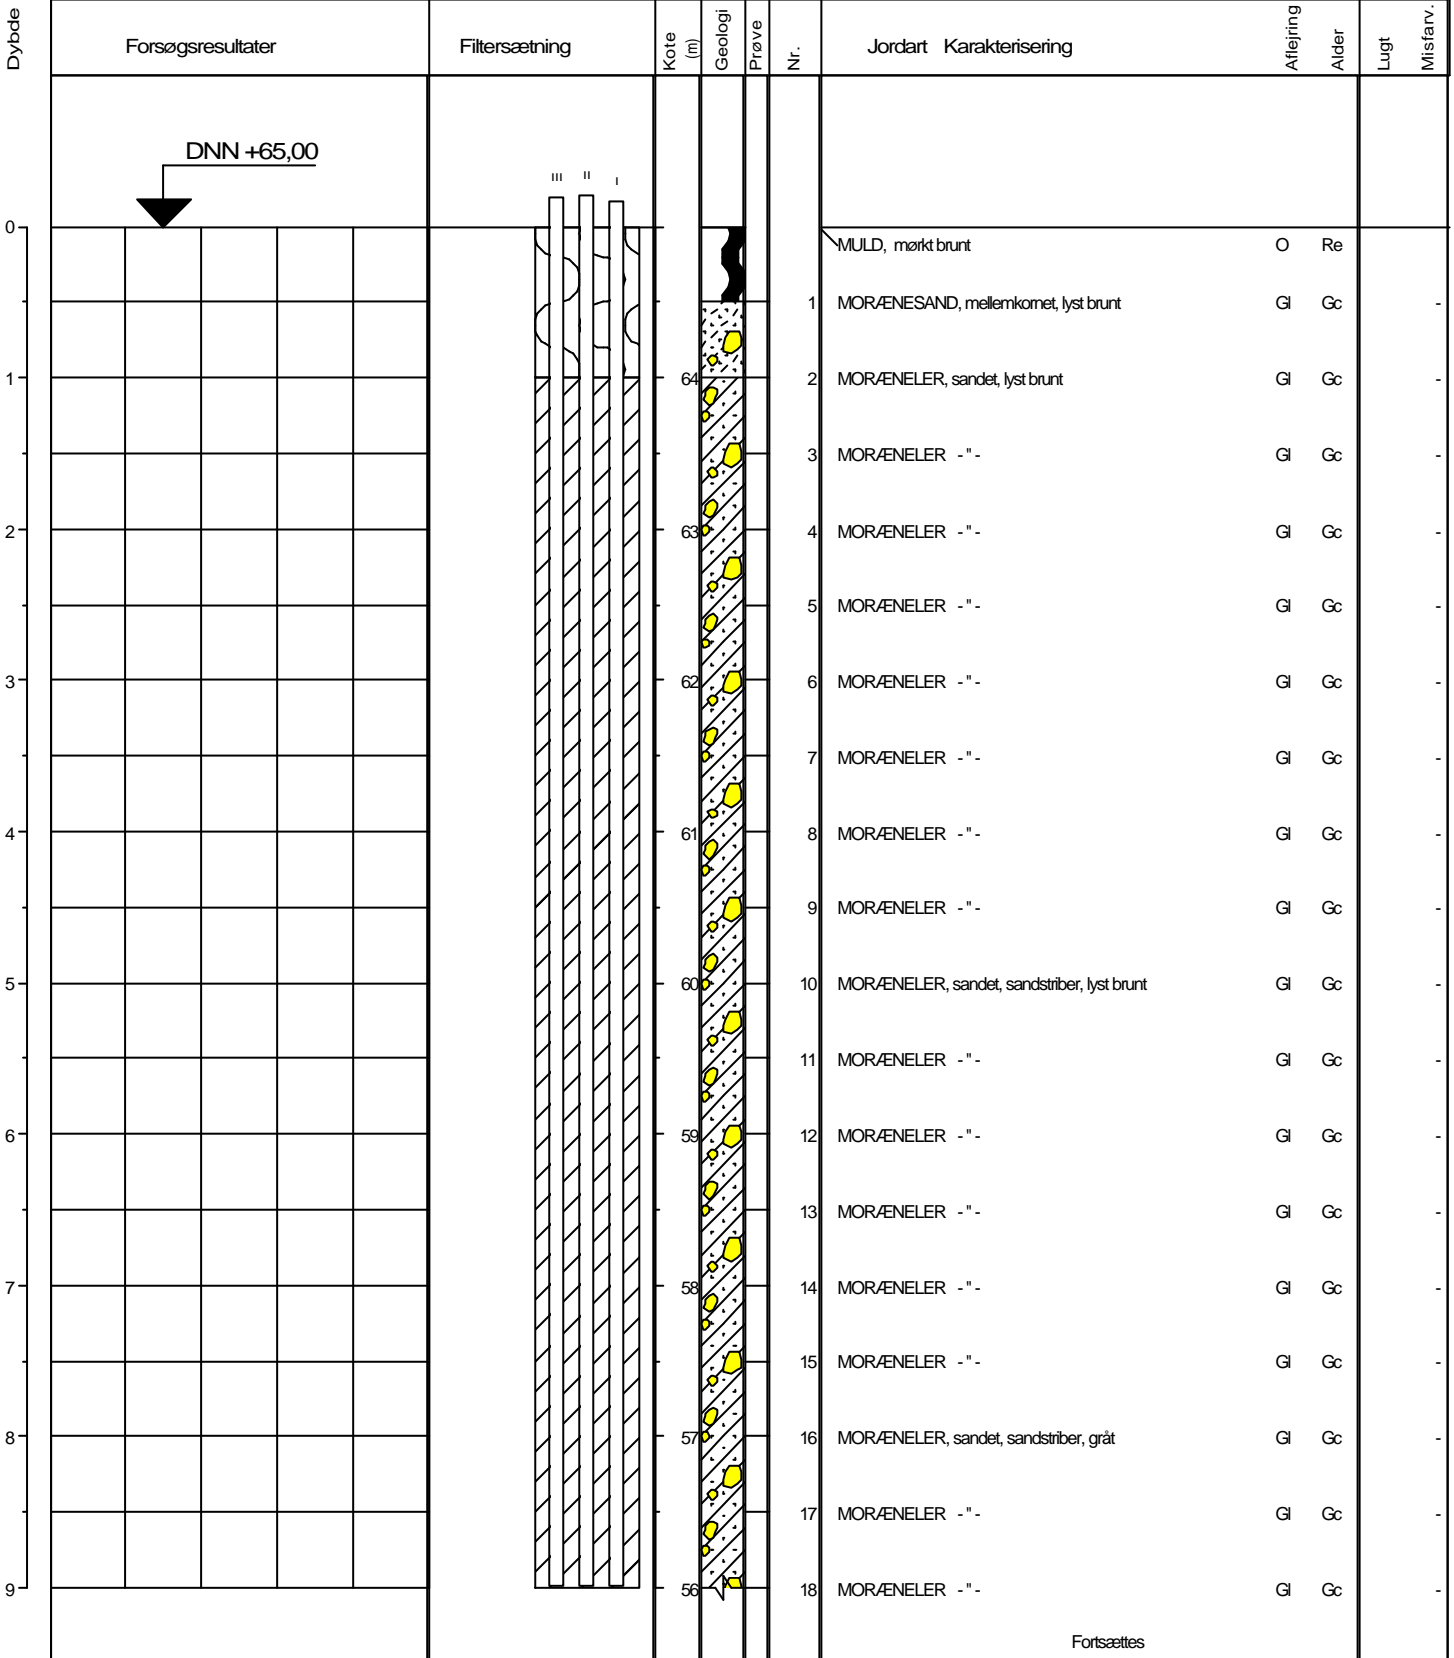 Dybde Forsøgsresultater Filtersætning Kote (m) Geologi Prøve Nr. Jordart Karakterisering Aflejring Alder Lugt Misfarv.
DNN +65,00
III II I
0 MULD, mørkt brunt O Re
1 MORÆNESAND, mellemkornet, lyst brunt Gl Gc -
1 64 2 MORÆNELER, sandet, lyst brunt Gl Gc -
3 MORÆNELER - " - Gl Gc -
2 63 4 MORÆNELER - " - Gl Gc -
5 MORÆNELER - " - Gl Gc -
3 62 6 MORÆNELER - " - Gl Gc -
7 MORÆNELER - " - Gl Gc -
4 61 8 MORÆNELER - " - Gl Gc -
9 MORÆNELER - " - Gl Gc -
5 60 10 MORÆNELER, sandet, sandstriber, lyst brunt Gl Gc -
11 MORÆNELER - " - Gl Gc -
6 59 12 MORÆNELER - " - Gl Gc -
13 MORÆNELER - " - Gl Gc -
7 58 14 MORÆNELER - " - Gl Gc -
15 MORÆNELER - " - Gl Gc -
8 57 16 MORÆNELER, sandet, sandstriber, gråt Gl Gc -
17 MORÆNELER - " - Gl Gc -
9 56 18 MORÆNELER - " - Gl Gc -
Fortsættes